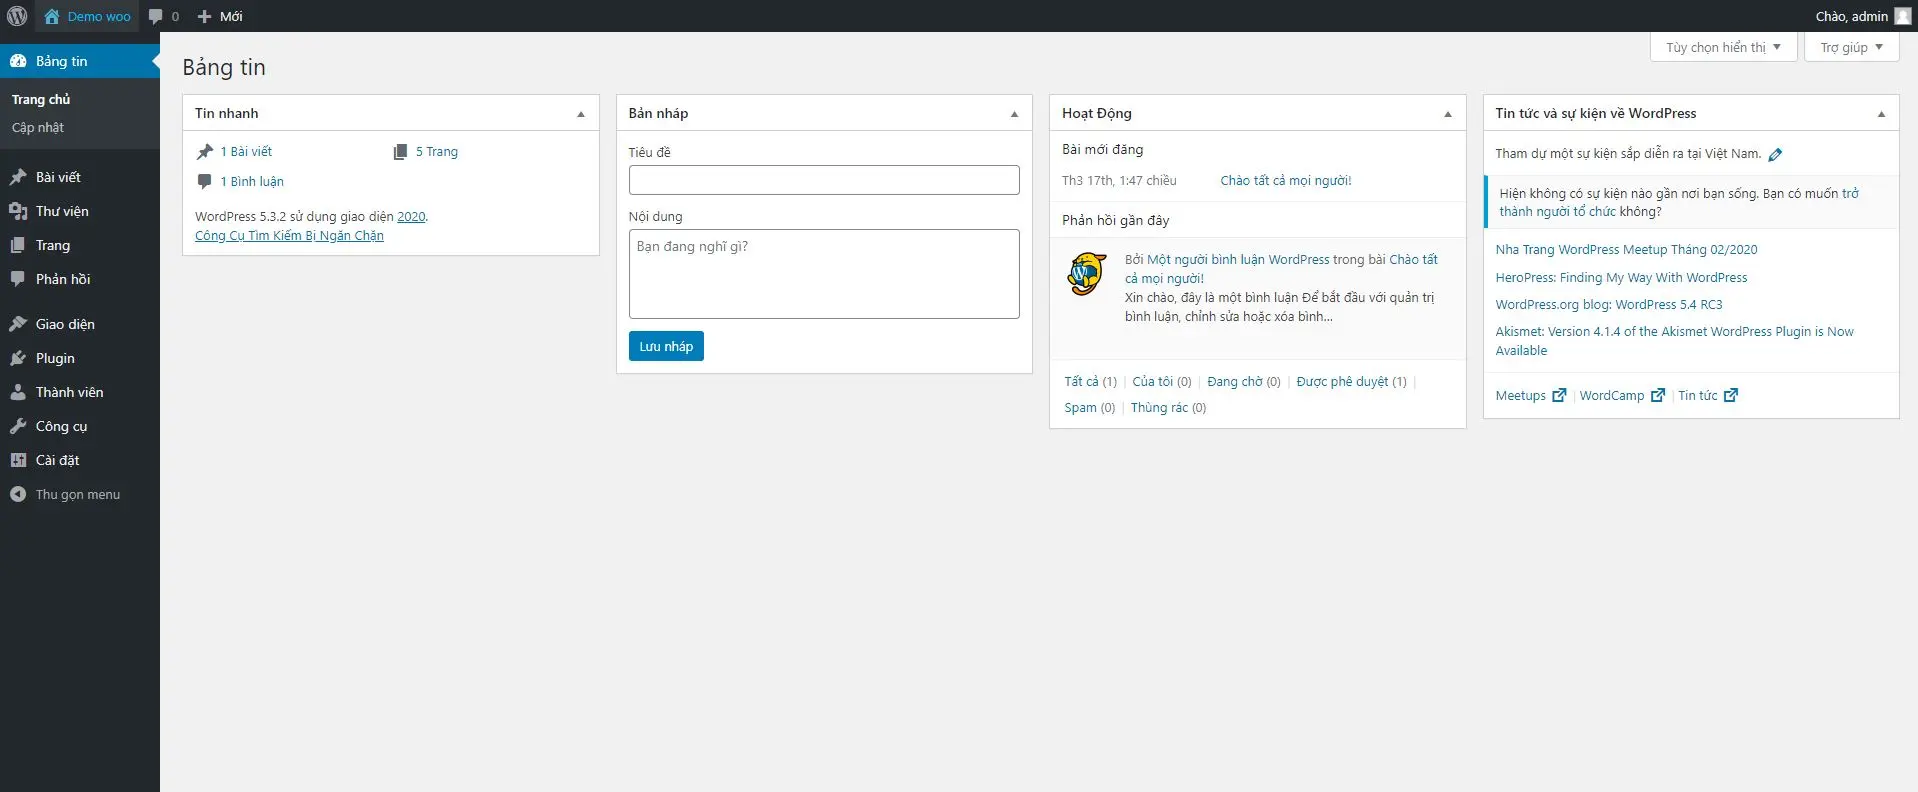 Demo woo 0 Mới Chào, admin
Bảng tin
Trang chủ
Cập nhật
Bài viết
Thư viện
Trang
Phản hồi
Giao diện
Plugin
Thành viên
Công cụ
Cài đặt
Thu gọn menu
Tùy chọn hiển thị Trợ giúp
Bảng tin
Tin nhanh
1 Bài viết 5 Trang
1 Bình luận
WordPress 5.3.2 sử dụng giao diện 2020.
Công Cụ Tìm Kiếm Bị Ngăn Chặn
Bản nháp
Tiêu đề
Nội dung
Bạn đang nghĩ gì?
Lưu nháp
Hoạt Động
Bài mới đăng
Th3 17th, 1:47 chiều Chào tất cả mọi người!
Phản hồi gần đây
Bởi Một người bình luận WordPress trong bài Chào tất
cả mọi người!
Xin chào, đây là một bình luận Để bắt đầu với quản trị
bình luận, chỉnh sửa hoặc xóa bình...
Tất cả (1) | Của tôi (0) | Đang chờ (0) | Được phê duyệt (1) |
Spam (0) | Thùng rác (0)
Tin tức và sự kiện về WordPress
Tham dự một sự kiện sắp diễn ra tại Việt Nam.
Hiện không có sự kiện nào gần nơi bạn sống. Bạn có muốn trở
thành người tổ chức không?
Nha Trang WordPress Meetup Tháng 02/2020
HeroPress: Finding My Way With WordPress
WordPress.org blog: WordPress 5.4 RC3
Akismet: Version 4.1.4 of the Akismet WordPress Plugin is Now
Available
Meetups | WordCamp | Tin tức